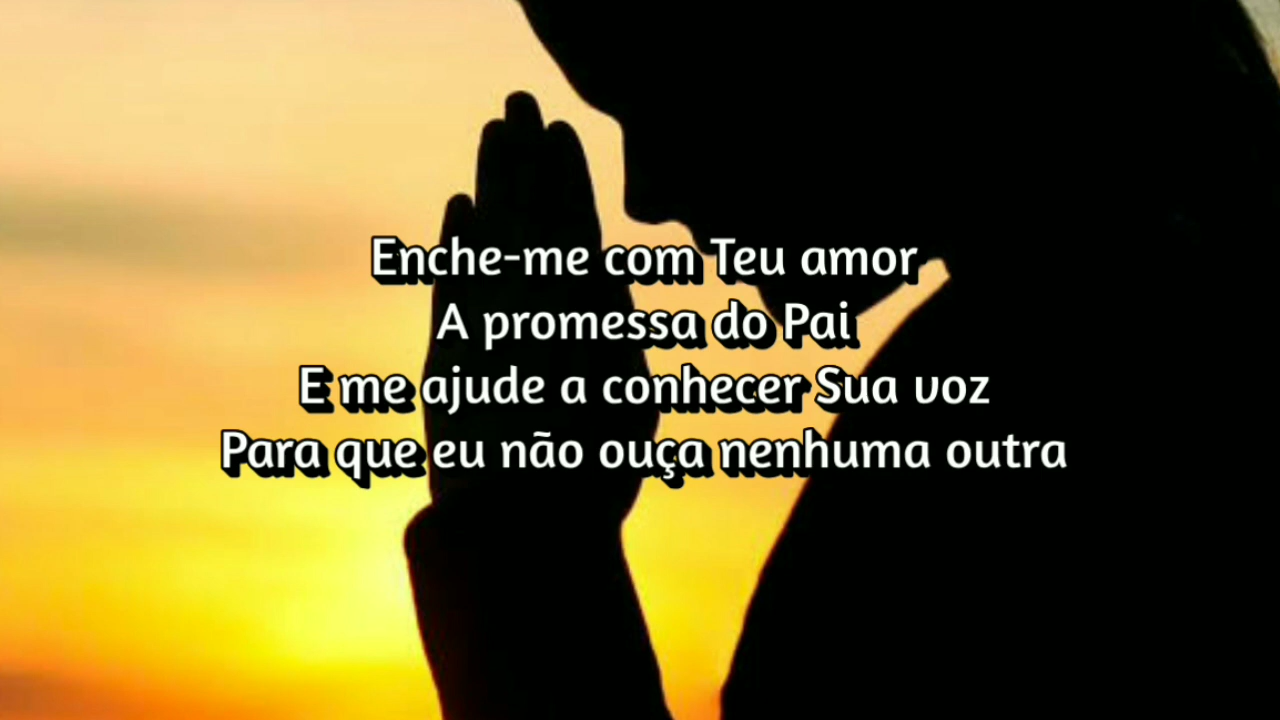 Enche-me com Teu amor
A promessa do Pai
E me ajude a conhecer Sua voz
Para que eu não ouça nenhuma outra